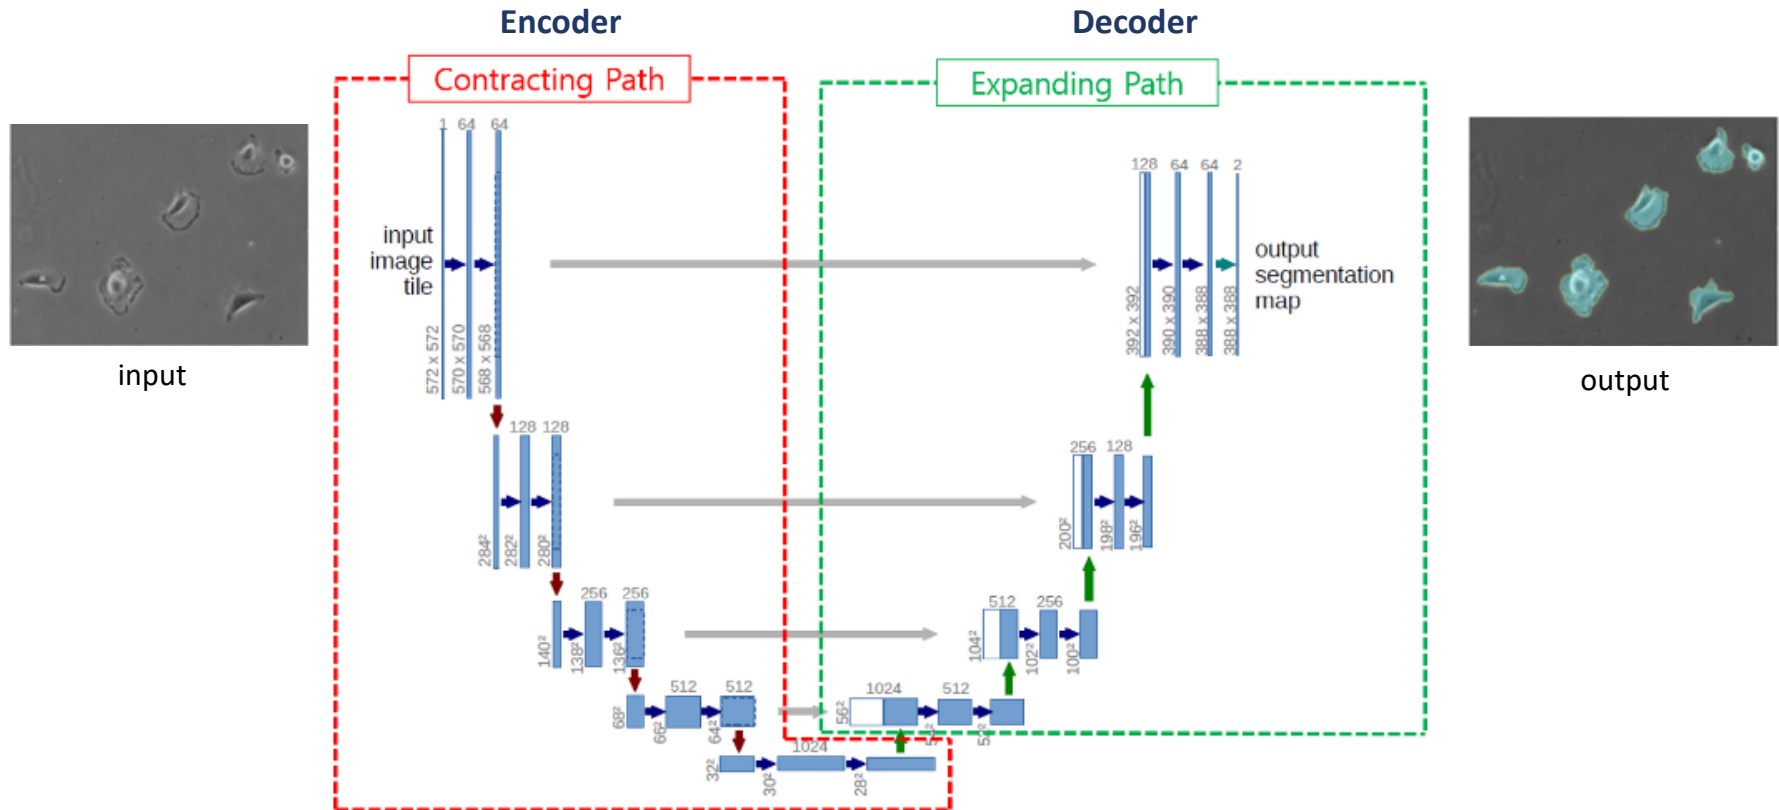 Encoder
Decoder
Contracting Path
Expanding Path
1 64 64
input
image
tile
572 x 572
570 x 570
568 x 568
128 64 64 2
392 x 392
390 x 390
388 x 388
388 x 388
output
segmentation
map
input
output
128 128
284²
282²
280²
256 128
200²
198²
196²
256 256
140²
138²
136²
512 256
104²
102²
100²
512 512
68²
66²
64²
1024 512
56²
1024
32²
30²
28²